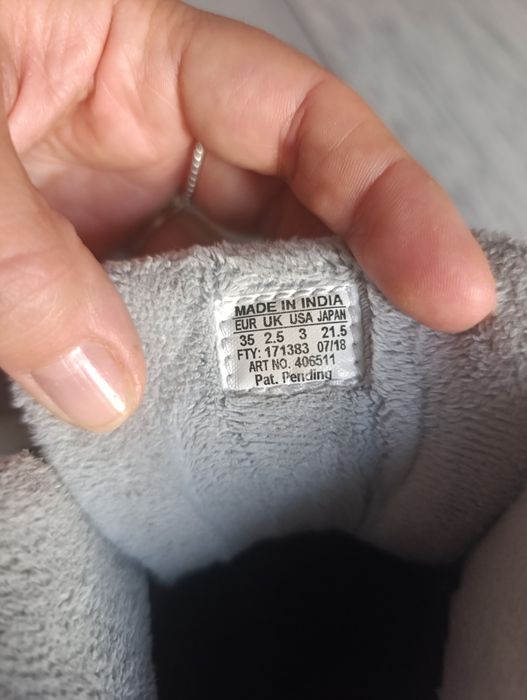 MADE IN INDIA
EUR UK USA JAPAN
35 2.5 3 21.5
FTY: 171383 07/18
ART NO. 406511
Pat. Pending